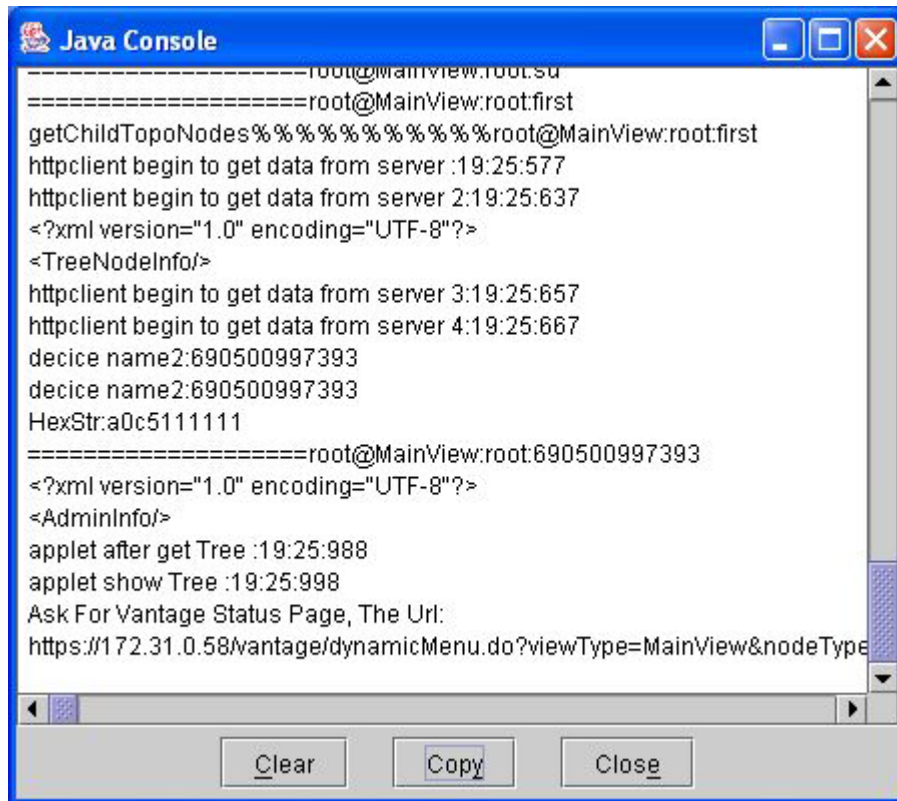 Java Console
====================root@MainView:root:su
====================root@MainView:root:first
getChildTopoNodes%%%%%%%%%%%root@MainView:root:first
httpclient begin to get data from server :19:25:577
httpclient begin to get data from server 2:19:25:637
<?xml version="1.0" encoding="UTF-8"?>
<TreeNodeInfo/>
httpclient begin to get data from server 3:19:25:657
httpclient begin to get data from server 4:19:25:667
decice name2:690500997393
decice name2:690500997393
HexStr:a0c5111111
====================root@MainView:root:690500997393
<?xml version="1.0" encoding="UTF-8"?>
<AdminInfo/>
applet after get Tree :19:25:988
applet show Tree :19:25:998
Ask For Vantage Status Page, The Url:
https://172.31.0.58/vantage/dynamicMenu.do?viewType=MainView&nodeType
Clear Copy Close